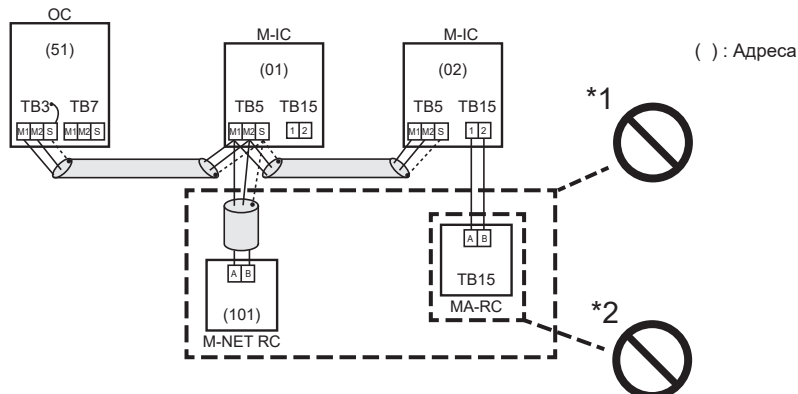 OC
(51)
TB3 TB7
M1 M2 S M1 M2 S
M-IC
(01)
TB5 TB15
M1 M2 S 1 2
M-IC
(02)
TB5 TB15
M1 M2 S 1 2
( ) : Адреса
*1
A B
(101)
M-NET RC
A B
TB15
MA-RC
*2